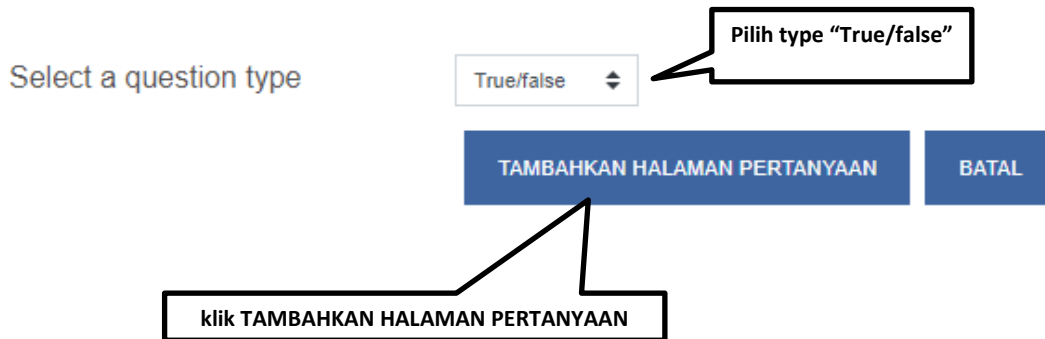 Pilih type “True/false”
Select a question type
True/false
TAMBAHKAN HALAMAN PERTANYAAN
BATAL
klik TAMBAHKAN HALAMAN PERTANYAAN